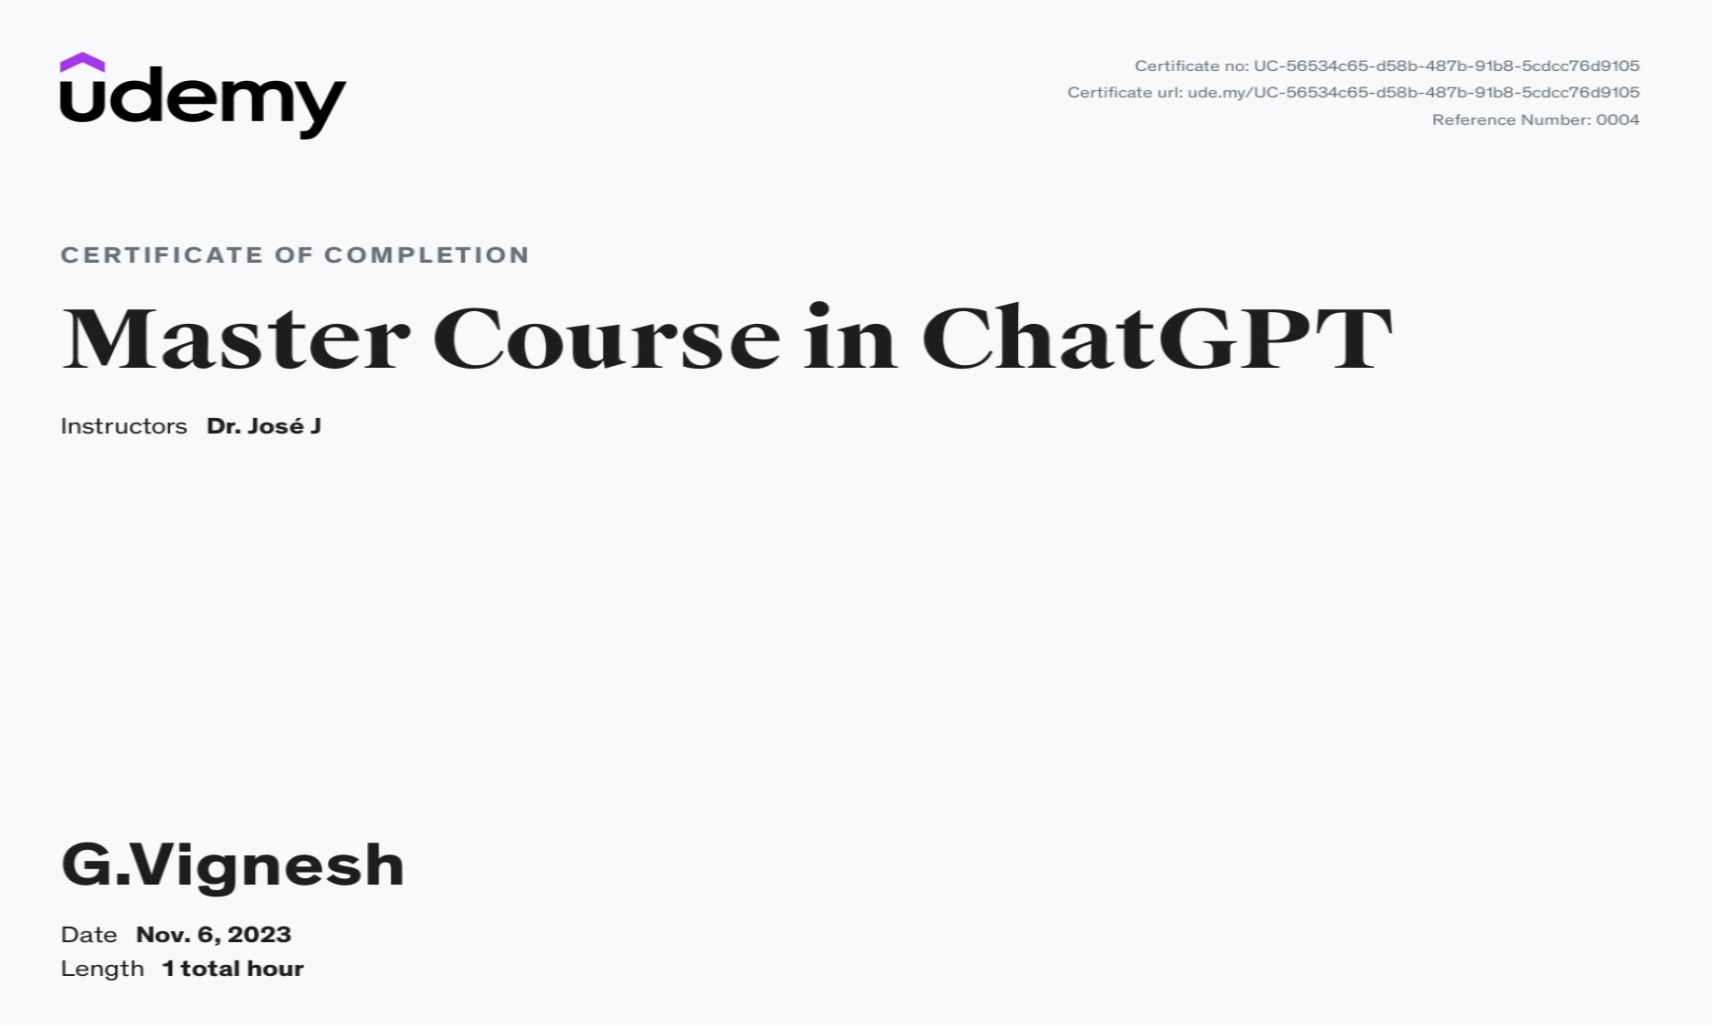 udemy
Certificate no: UC-56534c65-d58b-487b-91b8-5cdcc76d9105
Certificate url: ude.my/UC-56534c65-d58b-487b-91b8-5cdcc76d9105
Reference Number: 0004
CERTIFICATE OF COMPLETION
Master Course in ChatGPT
Instructors Dr. José J
G.Vignesh
Date Nov. 6, 2023
Length 1 total hour